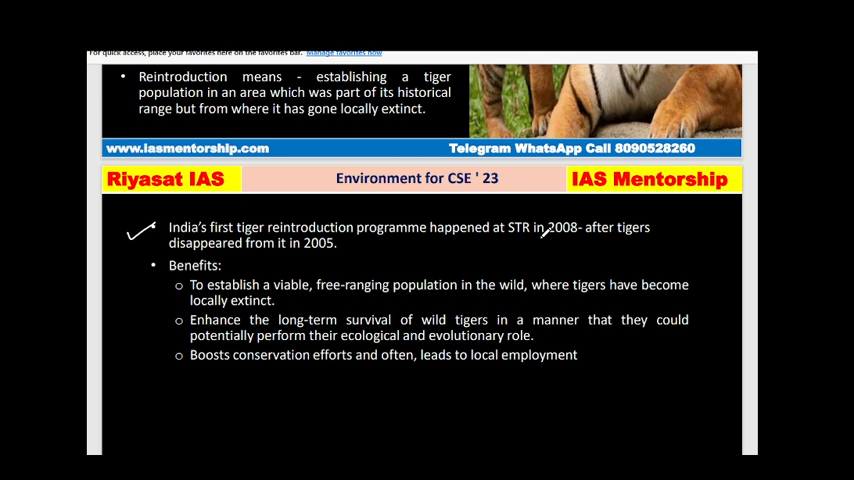 For quick access, place your favorites here on the favorites bar. Manage favorites now
• Reintroduction means - establishing a tiger
population in an area which was part of its historical
range but from where it has gone locally extinct.
www.iasmentorship.com Telegram WhatsApp Call 8090528260
Riyasat IAS Environment for CSE ' 23 IAS Mentorship
• India's first tiger reintroduction programme happened at STR in 2008- after tigers
disappeared from it in 2005.
• Benefits:
o To establish a viable, free-ranging population in the wild, where tigers have become
locally extinct.
o Enhance the long-term survival of wild tigers in a manner that they could
potentially perform their ecological and evolutionary role.
o Boosts conservation efforts and often, leads to local employment